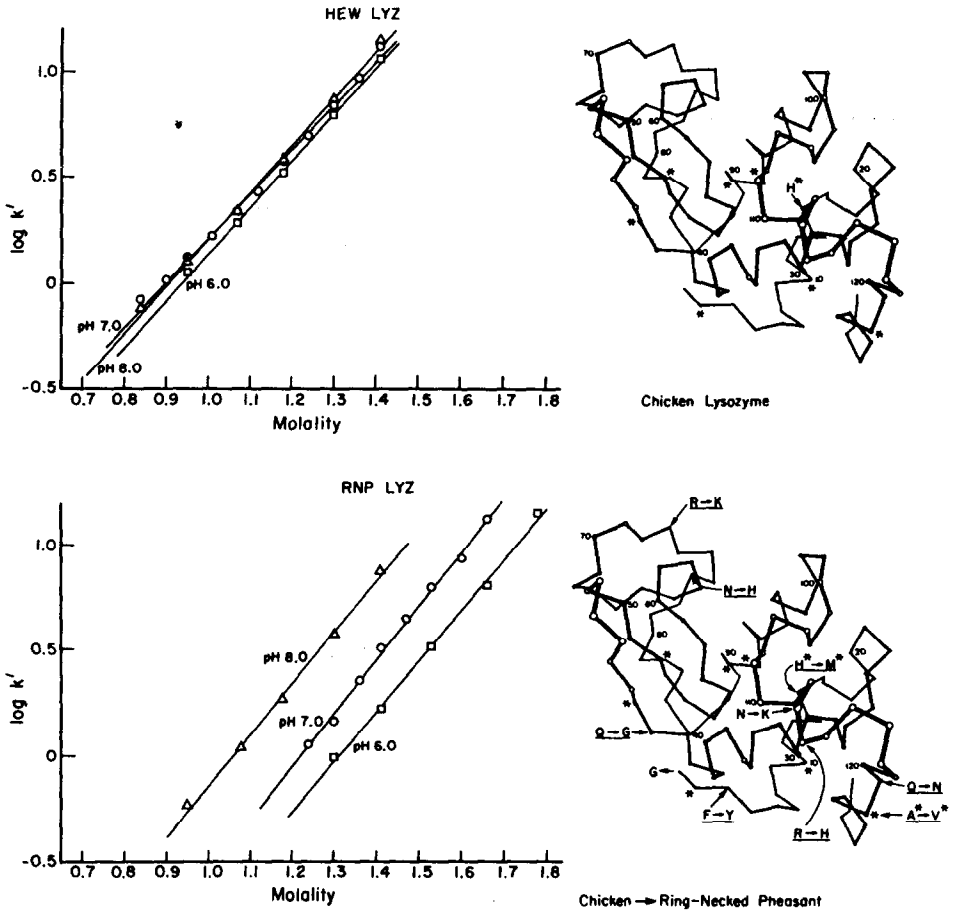 HEW LYZ
log k'
1.0
0.5
0
-0.5
pH 6.0
pH 7.0
pH 8.0
0.7 0.8 0.9 1.0 1.1 1.2 1.3 1.4 1.5 1.6 1.7 1.8
Molality
70
50
60
80
90
100
H*
20
110
40
30
10
120
Chicken Lysozyme
RNP LYZ
log k'
1.0
0.5
0
-0.5
pH 8.0
pH 7.0
pH 6.0
0.7 0.8 0.9 1.0 1.1 1.2 1.3 1.4 1.5 1.6 1.7 1.8
Molality
R→K
70
N→H
50
60
80
90
100
20
H*→M*
110
N→K
Q→G
40
G
30
10
120
Q→N
F→Y
R→H
A*→V*
Chicken → Ring-Necked Pheasant